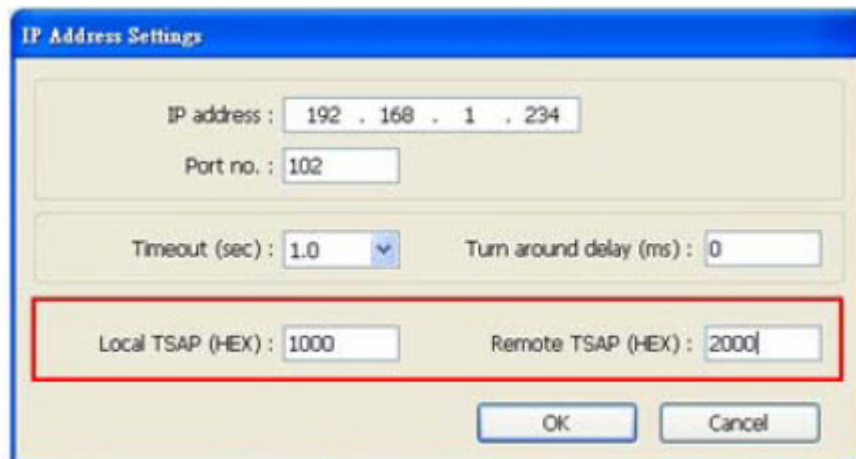 IP Address Settings
IP address : 192 . 168 . 1 . 234
Port no. : 102
Timeout (sec) : 1.0 Turn around delay (ms) : 0
Local TSAP (HEX) : 1000 Remote TSAP (HEX) : 2000
OK Cancel